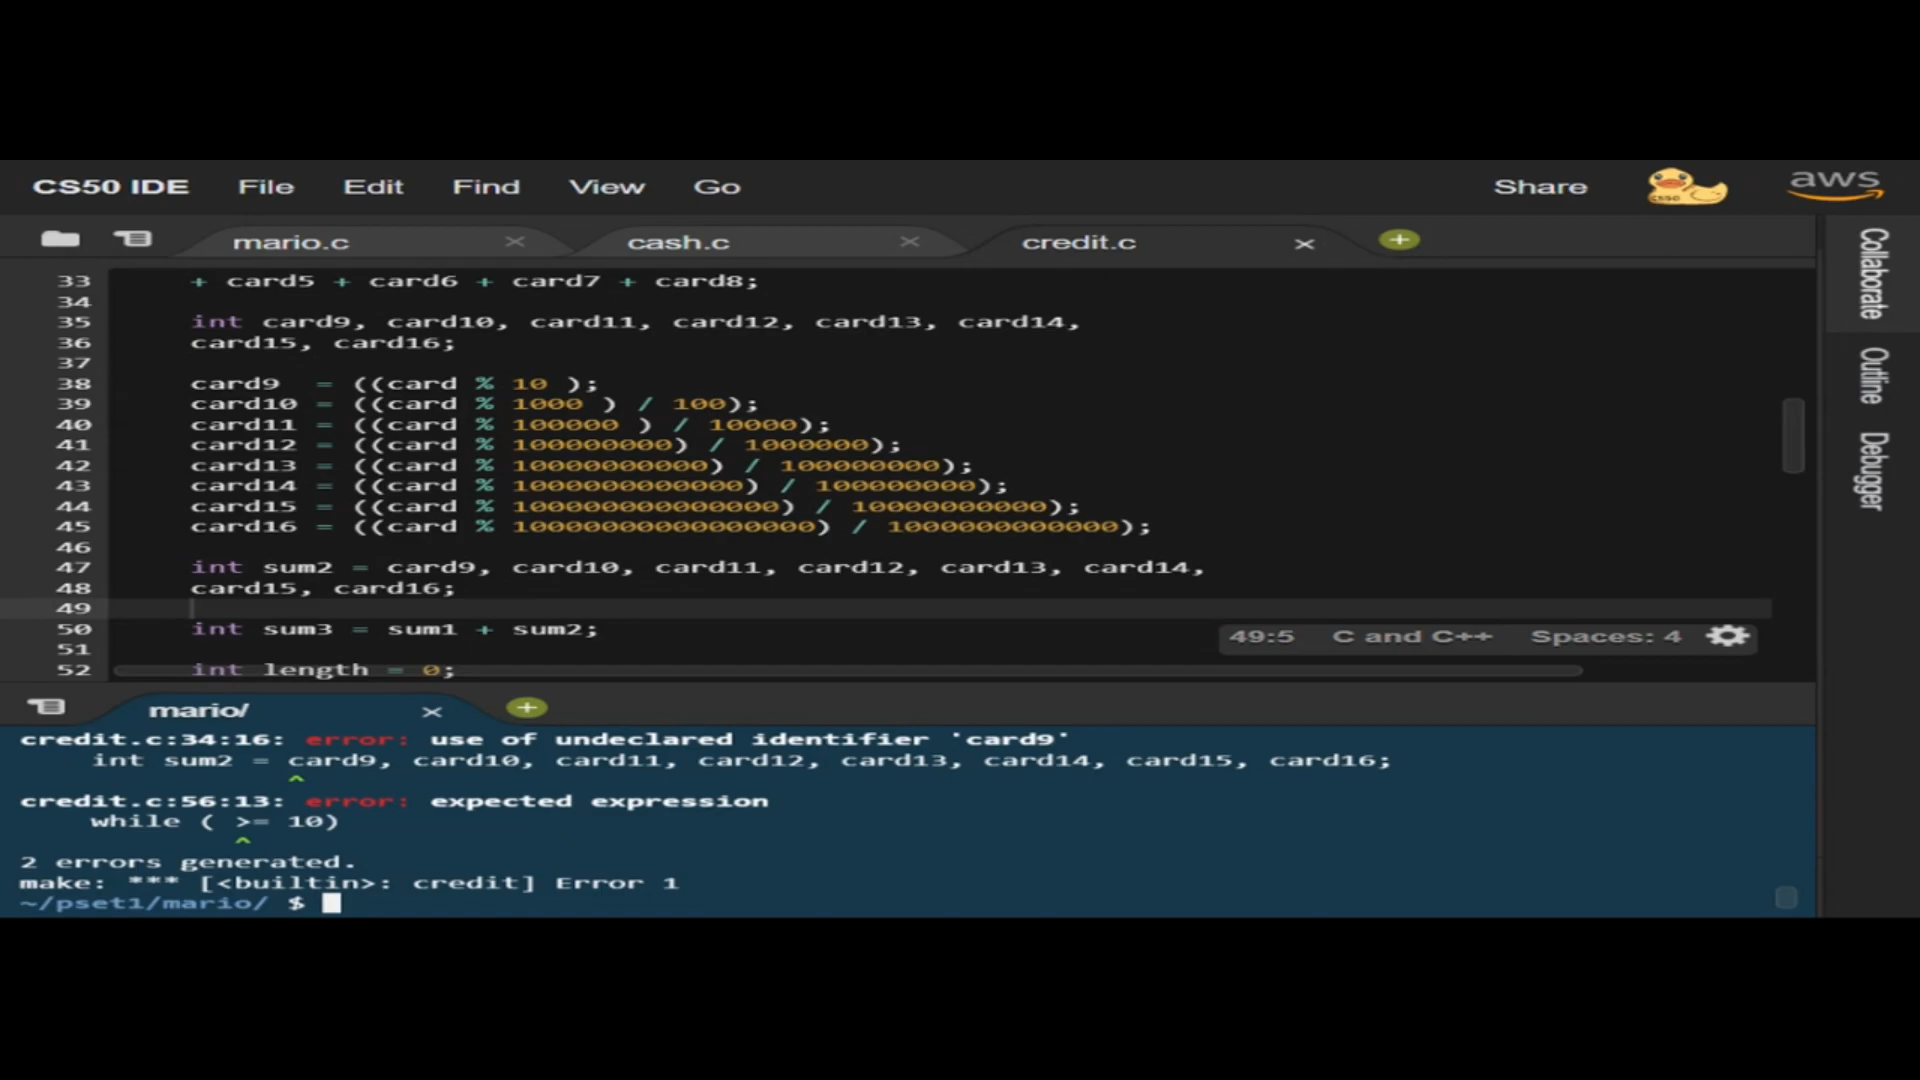 CS50 IDE File Edit Find View Go Share CS50 aws
mario.c × cash.c × credit.c × +
33 + card5 + card6 + card7 + card8;
34
35 int card9, card10, card11, card12, card13, card14,
36 card15, card16;
37
38 card9  = ((card % 10 );
39 card10 = ((card % 1000 ) / 100);
40 card11 = ((card % 100000 ) / 10000);
41 card12 = ((card % 100000000) / 1000000);
42 card13 = ((card % 10000000000) / 100000000);
43 card14 = ((card % 1000000000000) / 100000000);
44 card15 = ((card % 100000000000000) / 10000000000);
45 card16 = ((card % 10000000000000000) / 1000000000000);
46
47 int sum2 = card9, card10, card11, card12, card13, card14,
48 card15, card16;
49
50 int sum3 = sum1 + sum2;
51
52 int length = 0;
49:5 C and C++ Spaces: 4
Collaborate
Outline
Debugger
mario/ × +
credit.c:34:16: error: use of undeclared identifier 'card9'
int sum2 = card9, card10, card11, card12, card13, card14, card15, card16;
^
credit.c:56:13: error: expected expression
while ( >= 10)
^
2 errors generated.
make: *** [<builtin>: credit] Error 1
~/pset1/mario/ $